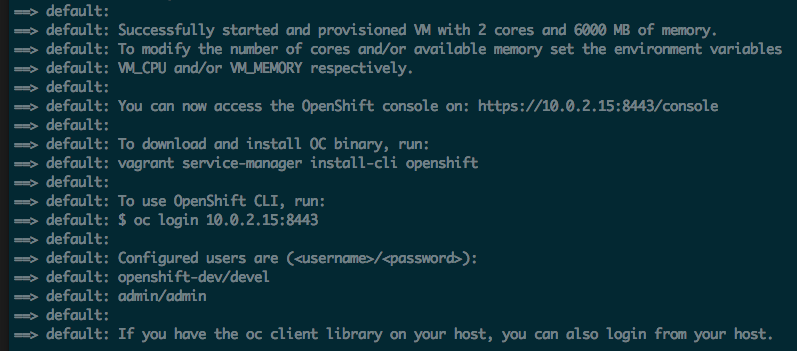 ==> default:
==> default: Successfully started and provisioned VM with 2 cores and 6000 MB of memory.
==> default: To modify the number of cores and/or available memory set the environment variables
==> default: VM_CPU and/or VM_MEMORY respectively.
==> default:
==> default: You can now access the OpenShift console on: https://10.0.2.15:8443/console
==> default:
==> default: To download and install OC binary, run:
==> default: vagrant service-manager install-cli openshift
==> default:
==> default: To use OpenShift CLI, run:
==> default: $ oc login 10.0.2.15:8443
==> default:
==> default: Configured users are (<username>/<password>):
==> default: openshift-dev/devel
==> default: admin/admin
==> default:
==> default: If you have the oc client library on your host, you can also login from your host.